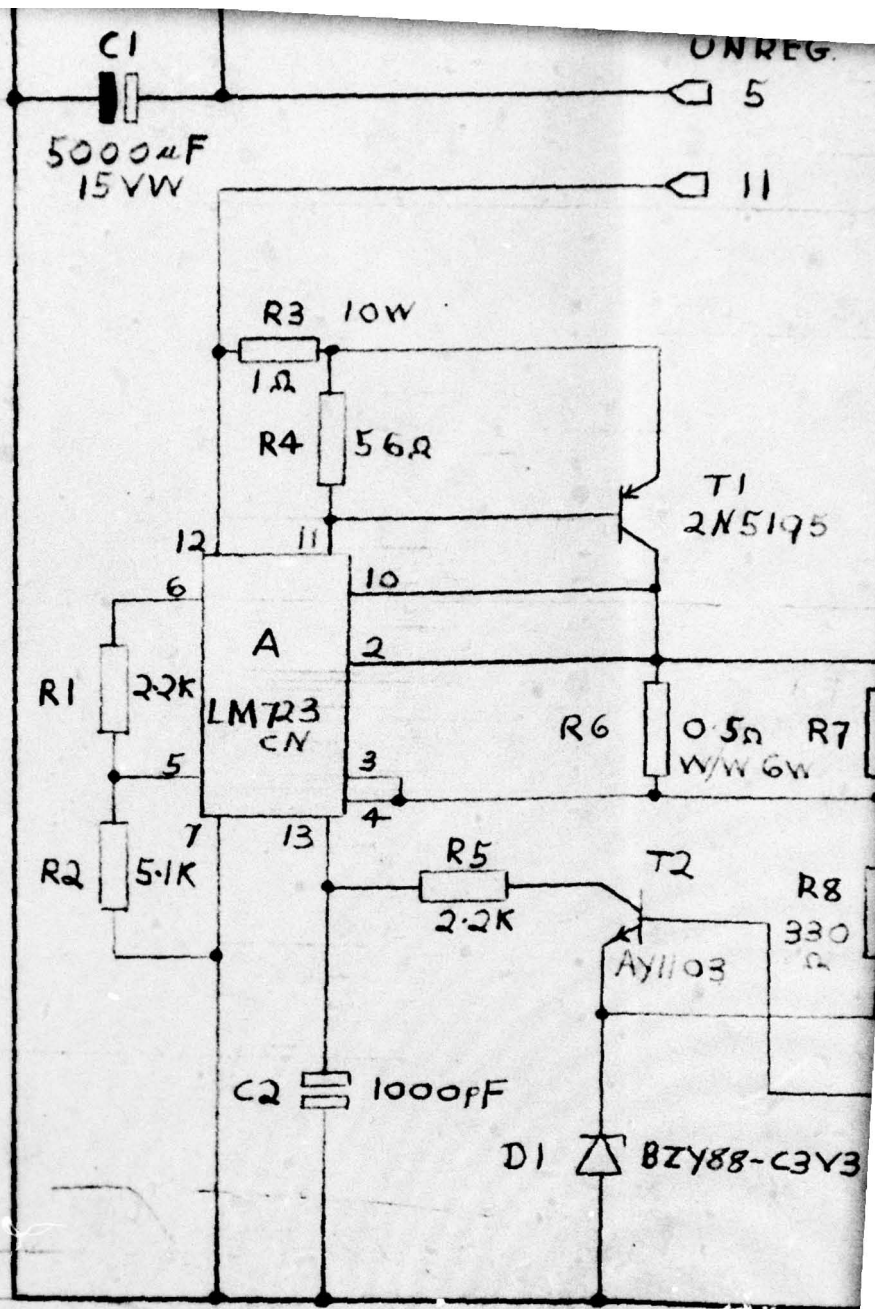 C1
UNREG.
5
5000µF
15VW
11
R3 10W
1Ω
R4 56Ω
T1
2N5195
12
11
6
10
A
2
R1 2.2K
LM723
CN
R6 0.5Ω R7
W/W 6W
5
3
4
7
13
R2 5.1K
R5
2.2K
T2
R8
330
Ω
AY1103
C2 1000pF
D1 BZY88-C3V3